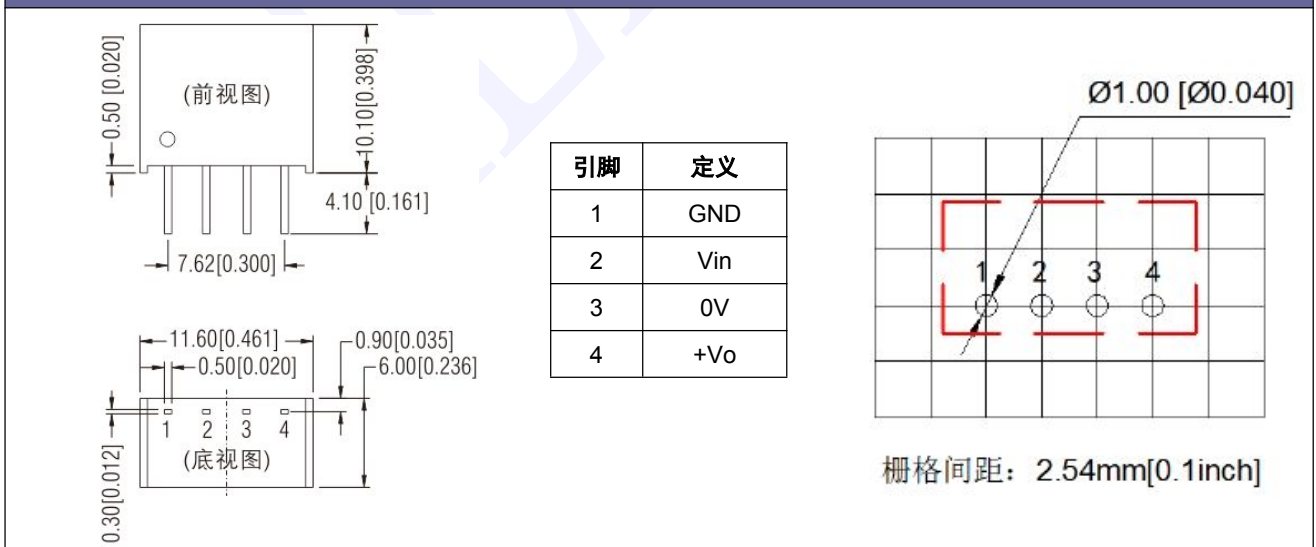 0.50 [0.020]
(前视图)
10.10[0.398]
4.10 [0.161]
7.62[0.300]
11.60[0.461]
0.50[0.020]
0.90[0.035]
6.00[0.236]
1 2 3 4
(底视图)
0.30[0.012]
引脚 定义
1 GND
2 Vin
3 0V
4 +Vo
Ø1.00 [Ø0.040]
1 2 3 4
栅格间距：2.54mm[0.1inch]